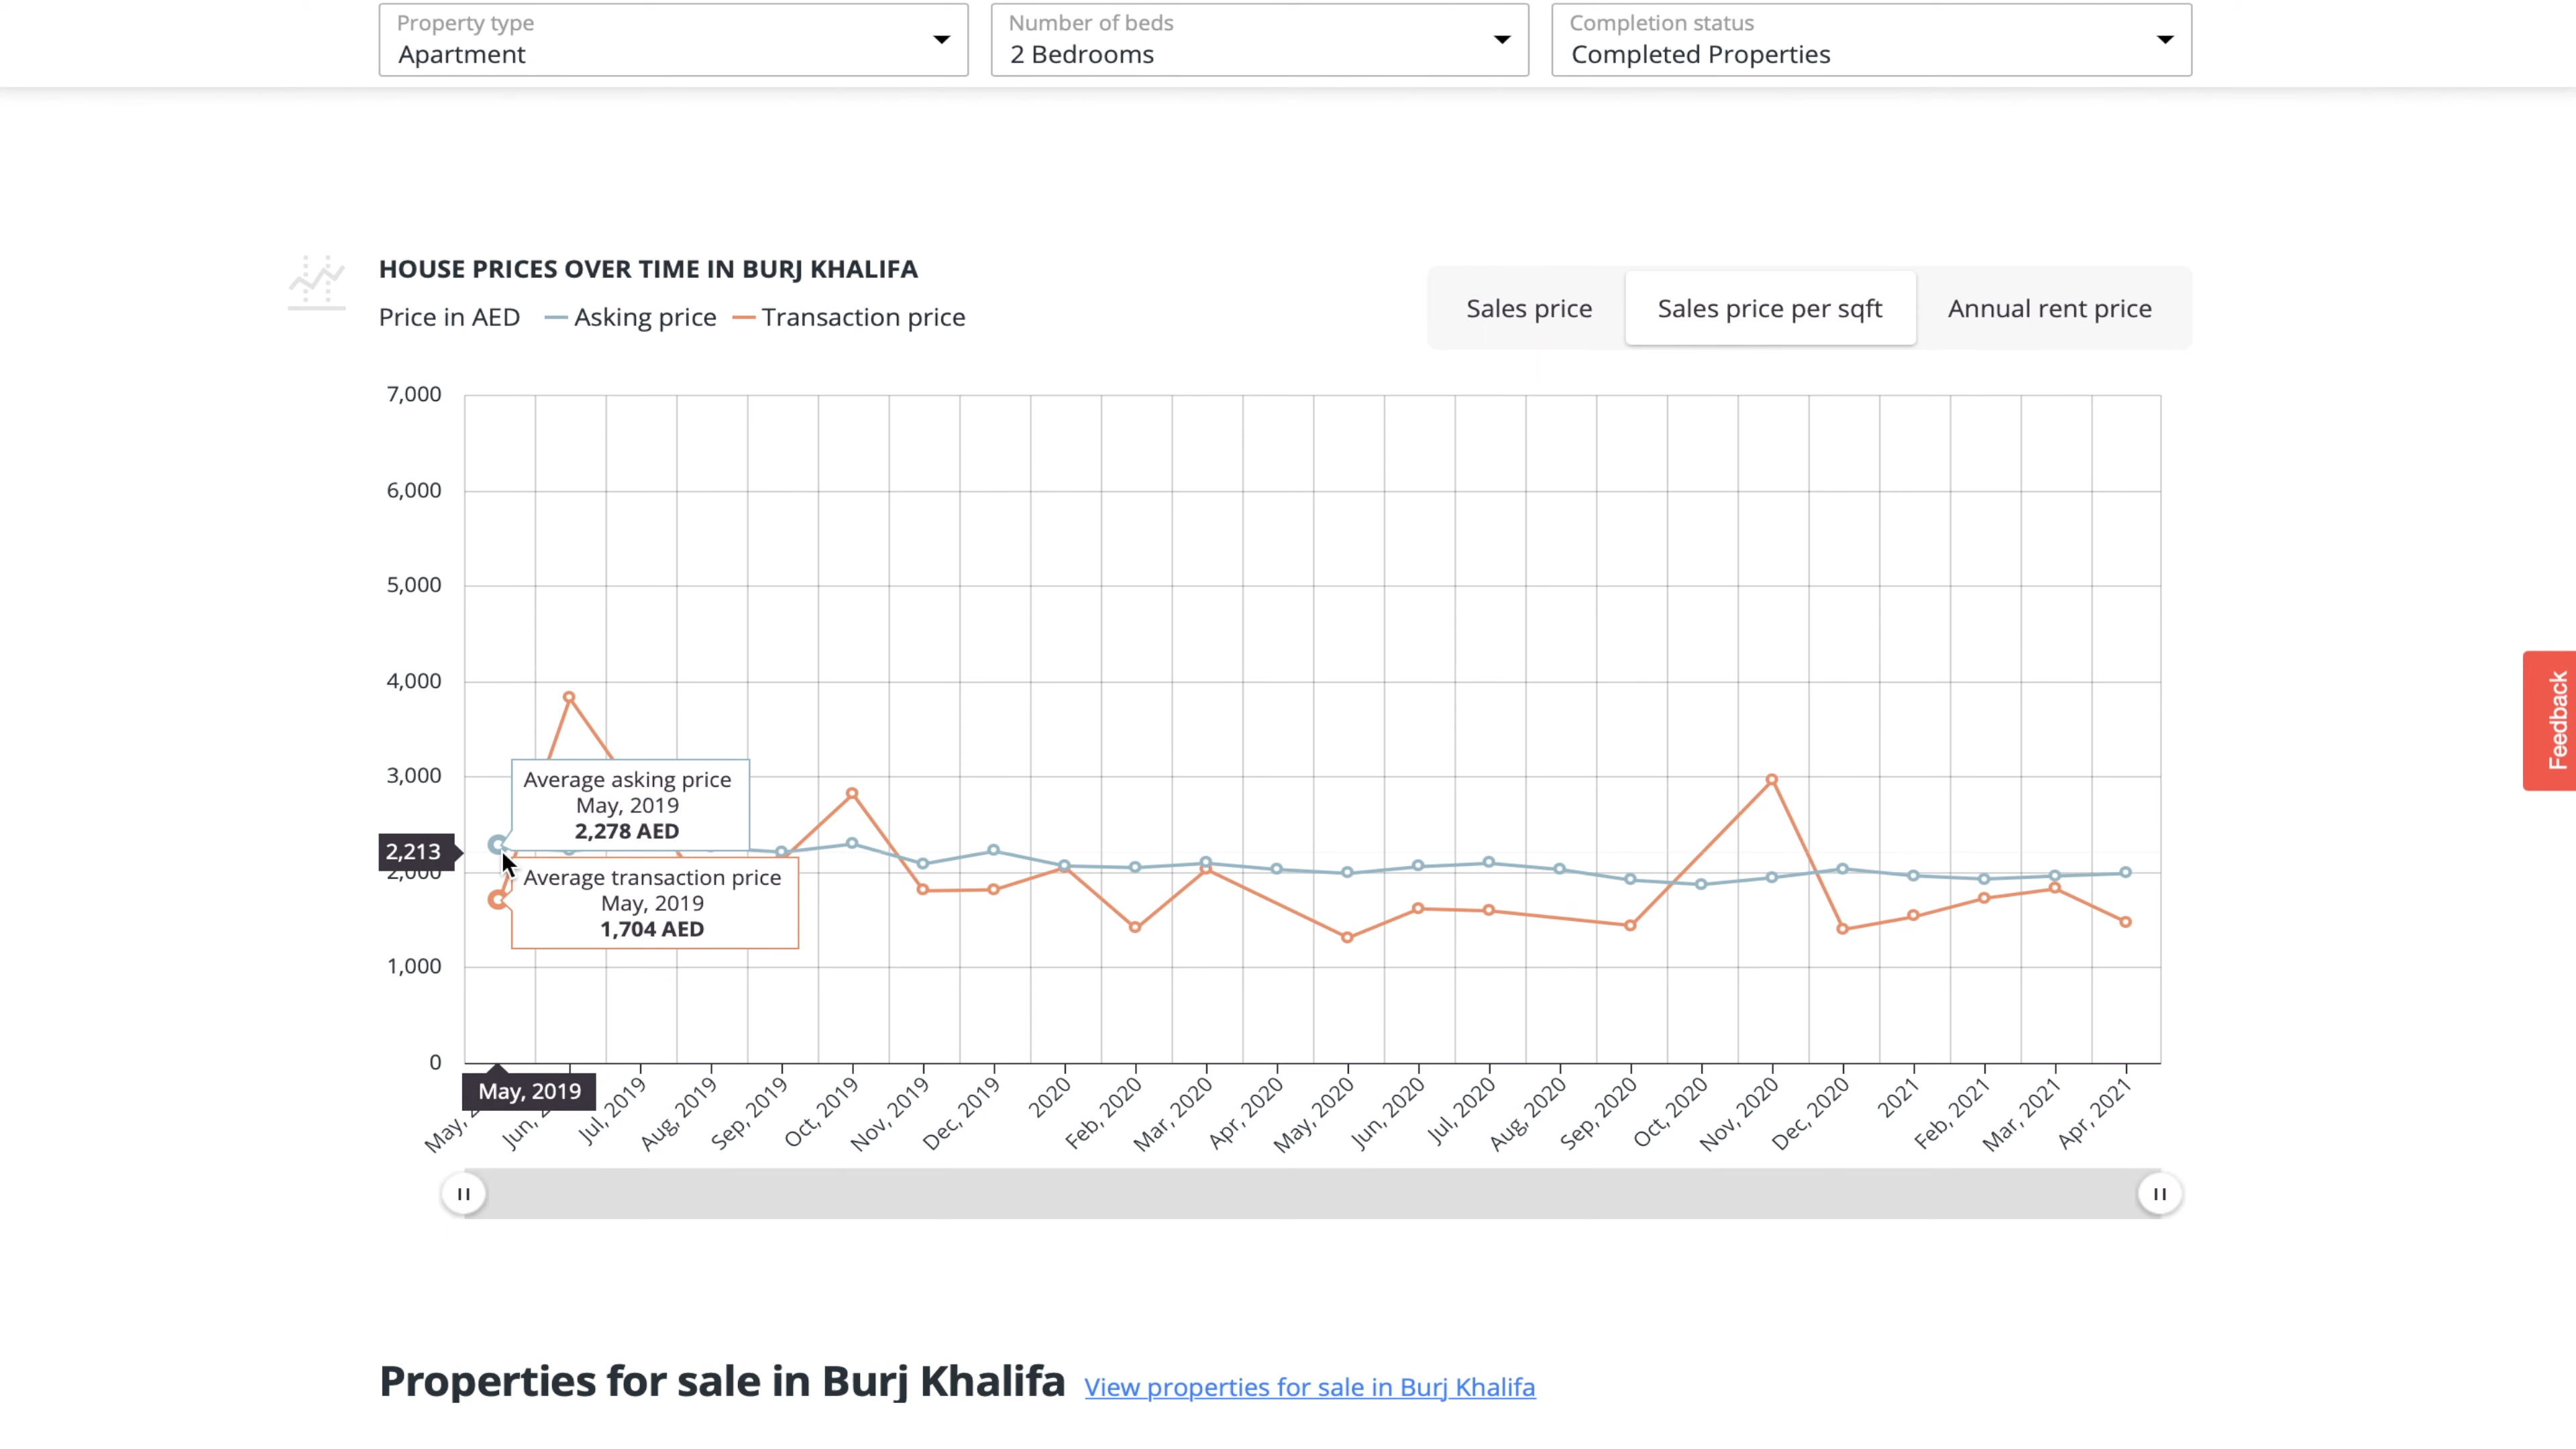 Property type
Apartment
Number of beds
2 Bedrooms
Completion status
Completed Properties
HOUSE PRICES OVER TIME IN BURJ KHALIFA
Price in AED
Asking price
Transaction price
Sales price
Sales price per sqft
Annual rent price
7,000
6,000
5,000
4,000
3,000
2,213
2,000
1,000
0
Average asking price
May, 2019
2,278 AED
Average transaction price
May, 2019
1,704 AED
May, 2019
May,
Jun,
Jul, 2019
Aug, 2019
Sep, 2019
Oct, 2019
Nov, 2019
Dec, 2019
2020
Feb, 2020
Mar, 2020
Apr, 2020
May, 2020
Jun, 2020
Jul, 2020
Aug, 2020
Sep, 2020
Oct, 2020
Nov, 2020
Dec, 2020
2021
Feb, 2021
Mar, 2021
Apr, 2021
Feedback
Properties for sale in Burj Khalifa
View properties for sale in Burj Khalifa